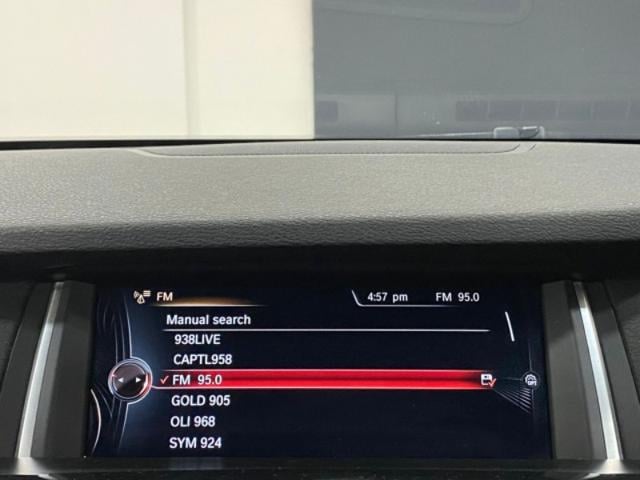 FM 4:57 pm FM 95.0
Manual search
938LIVE
CAPTL958
FM 95.0
GOLD 905
OLI 968
SYM 924